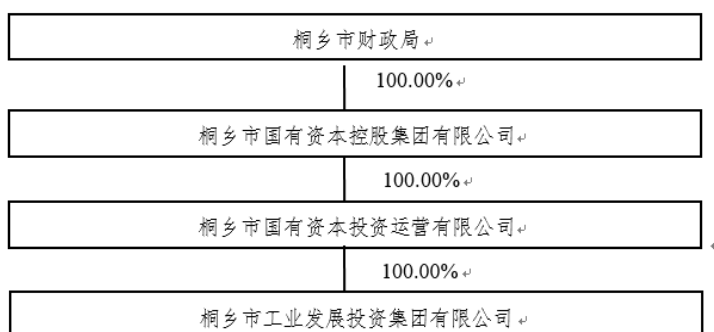 桐乡市财政局
100.00%
桐乡市国有资本控股集团有限公司
100.00%
桐乡市国有资本投资运营有限公司
100.00%
桐乡市工业发展投资集团有限公司